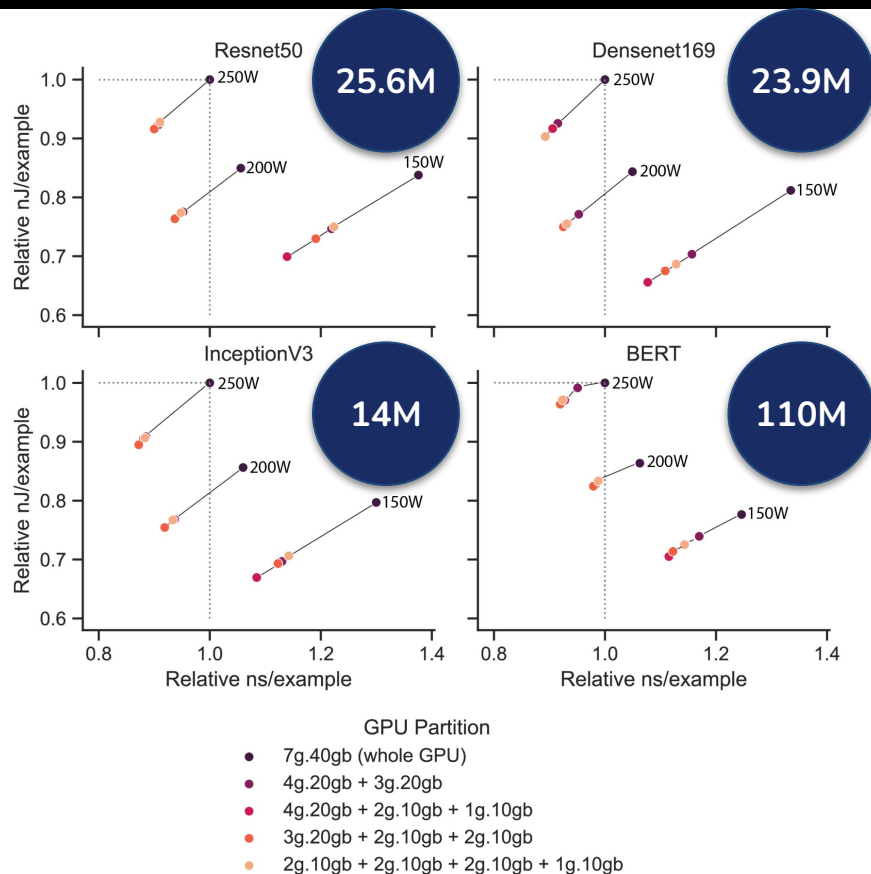 Resnet50
25.6M
Densenet169
23.9M
1.0
0.9
0.8
0.7
0.6
Relative nJ/example
250W
200W
150W
250W
200W
150W
InceptionV3
14M
BERT
110M
1.0
0.9
0.8
0.7
0.6
Relative nJ/example
250W
200W
150W
250W
200W
150W
0.8
1.0
1.2
1.4
0.8
1.0
1.2
1.4
Relative ns/example
Relative ns/example
GPU Partition
7g.40gb (whole GPU)
4g.20gb + 3g.20gb
4g.20gb + 2g.10gb + 1g.10gb
3g.20gb + 2g.10gb + 2g.10gb
2g.10gb + 2g.10gb + 2g.10gb + 1g.10gb